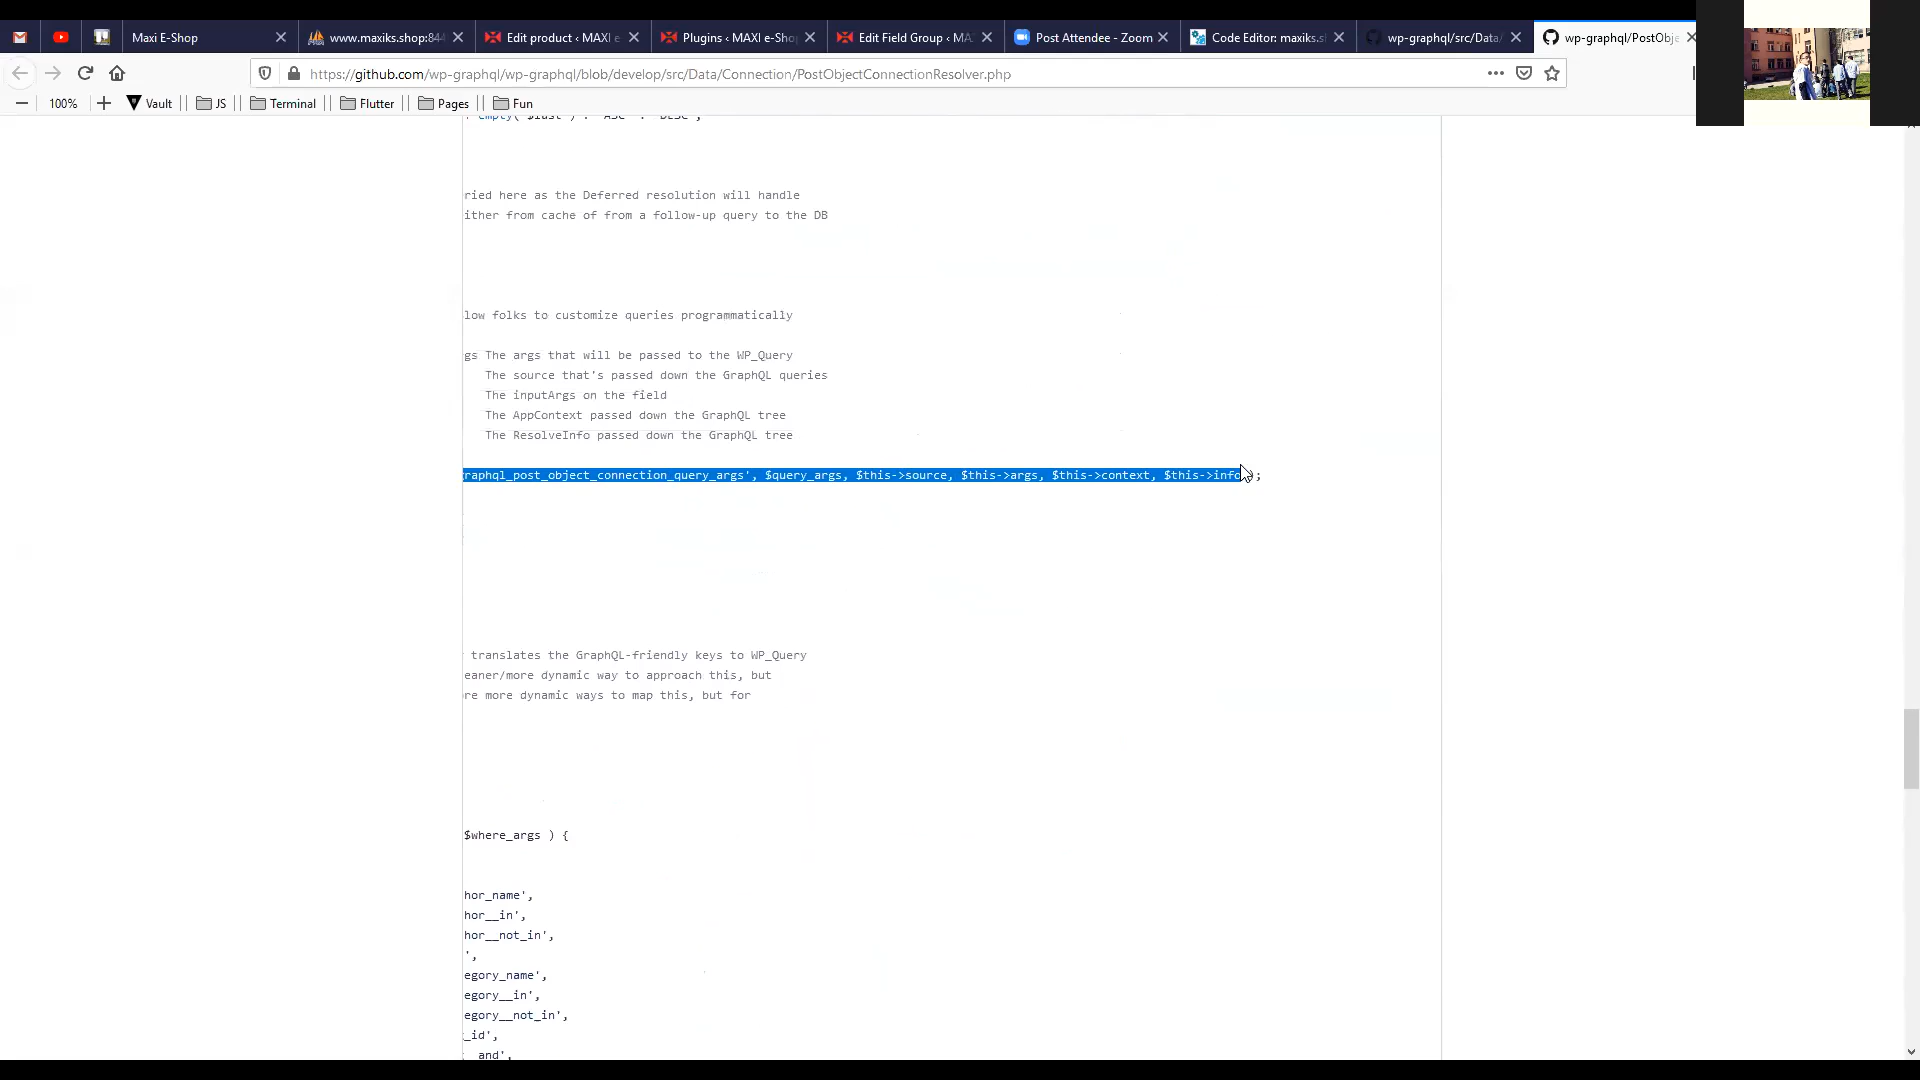 Maxi E-Shop
www.maxiks.shop:844
Edit product ‹ MAXI e
Plugins ‹ MAXI e-Sho
Edit Field Group ‹ MA
Post Attendee - Zoom
Code Editor: maxiks.s
wp-graphql/src/Data/
wp-graphql/PostObje
https://github.com/wp-graphql/wp-graphql/blob/develop/src/Data/Connection/PostObjectConnectionResolver.php
100%
Vault
JS
Terminal
Flutter
Pages
Fun
ried here as the Deferred resolution will handle
ither from cache of from a follow-up query to the DB
low folks to customize queries programmatically
gs The args that will be passed to the WP_Query
The source that's passed down the GraphQL queries
The inputArgs on the field
The AppContext passed down the GraphQL tree
The ResolveInfo passed down the GraphQL tree
raphql_post_object_connection_query_args', $query_args, $this->source, $this->args, $this->context, $this->info );
translates the GraphQL-friendly keys to WP_Query
eaner/more dynamic way to approach this, but
re more dynamic ways to map this, but for
$where_args ) {
hor_name',
hor__in',
hor__not_in',
',
egory_name',
egory__in',
egory__not_in',
_id',
_and',